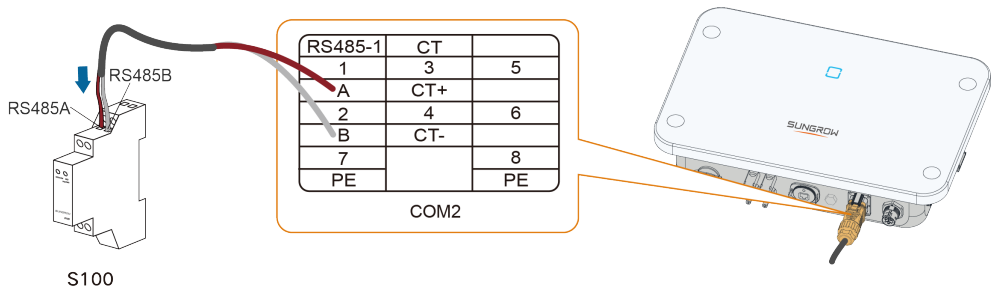 RS485B
RS485A
S100
RS485-1 CT
1 3 5
A CT+
2 4 6
B CT-
7 8
PE PE
COM2
SUNGROW